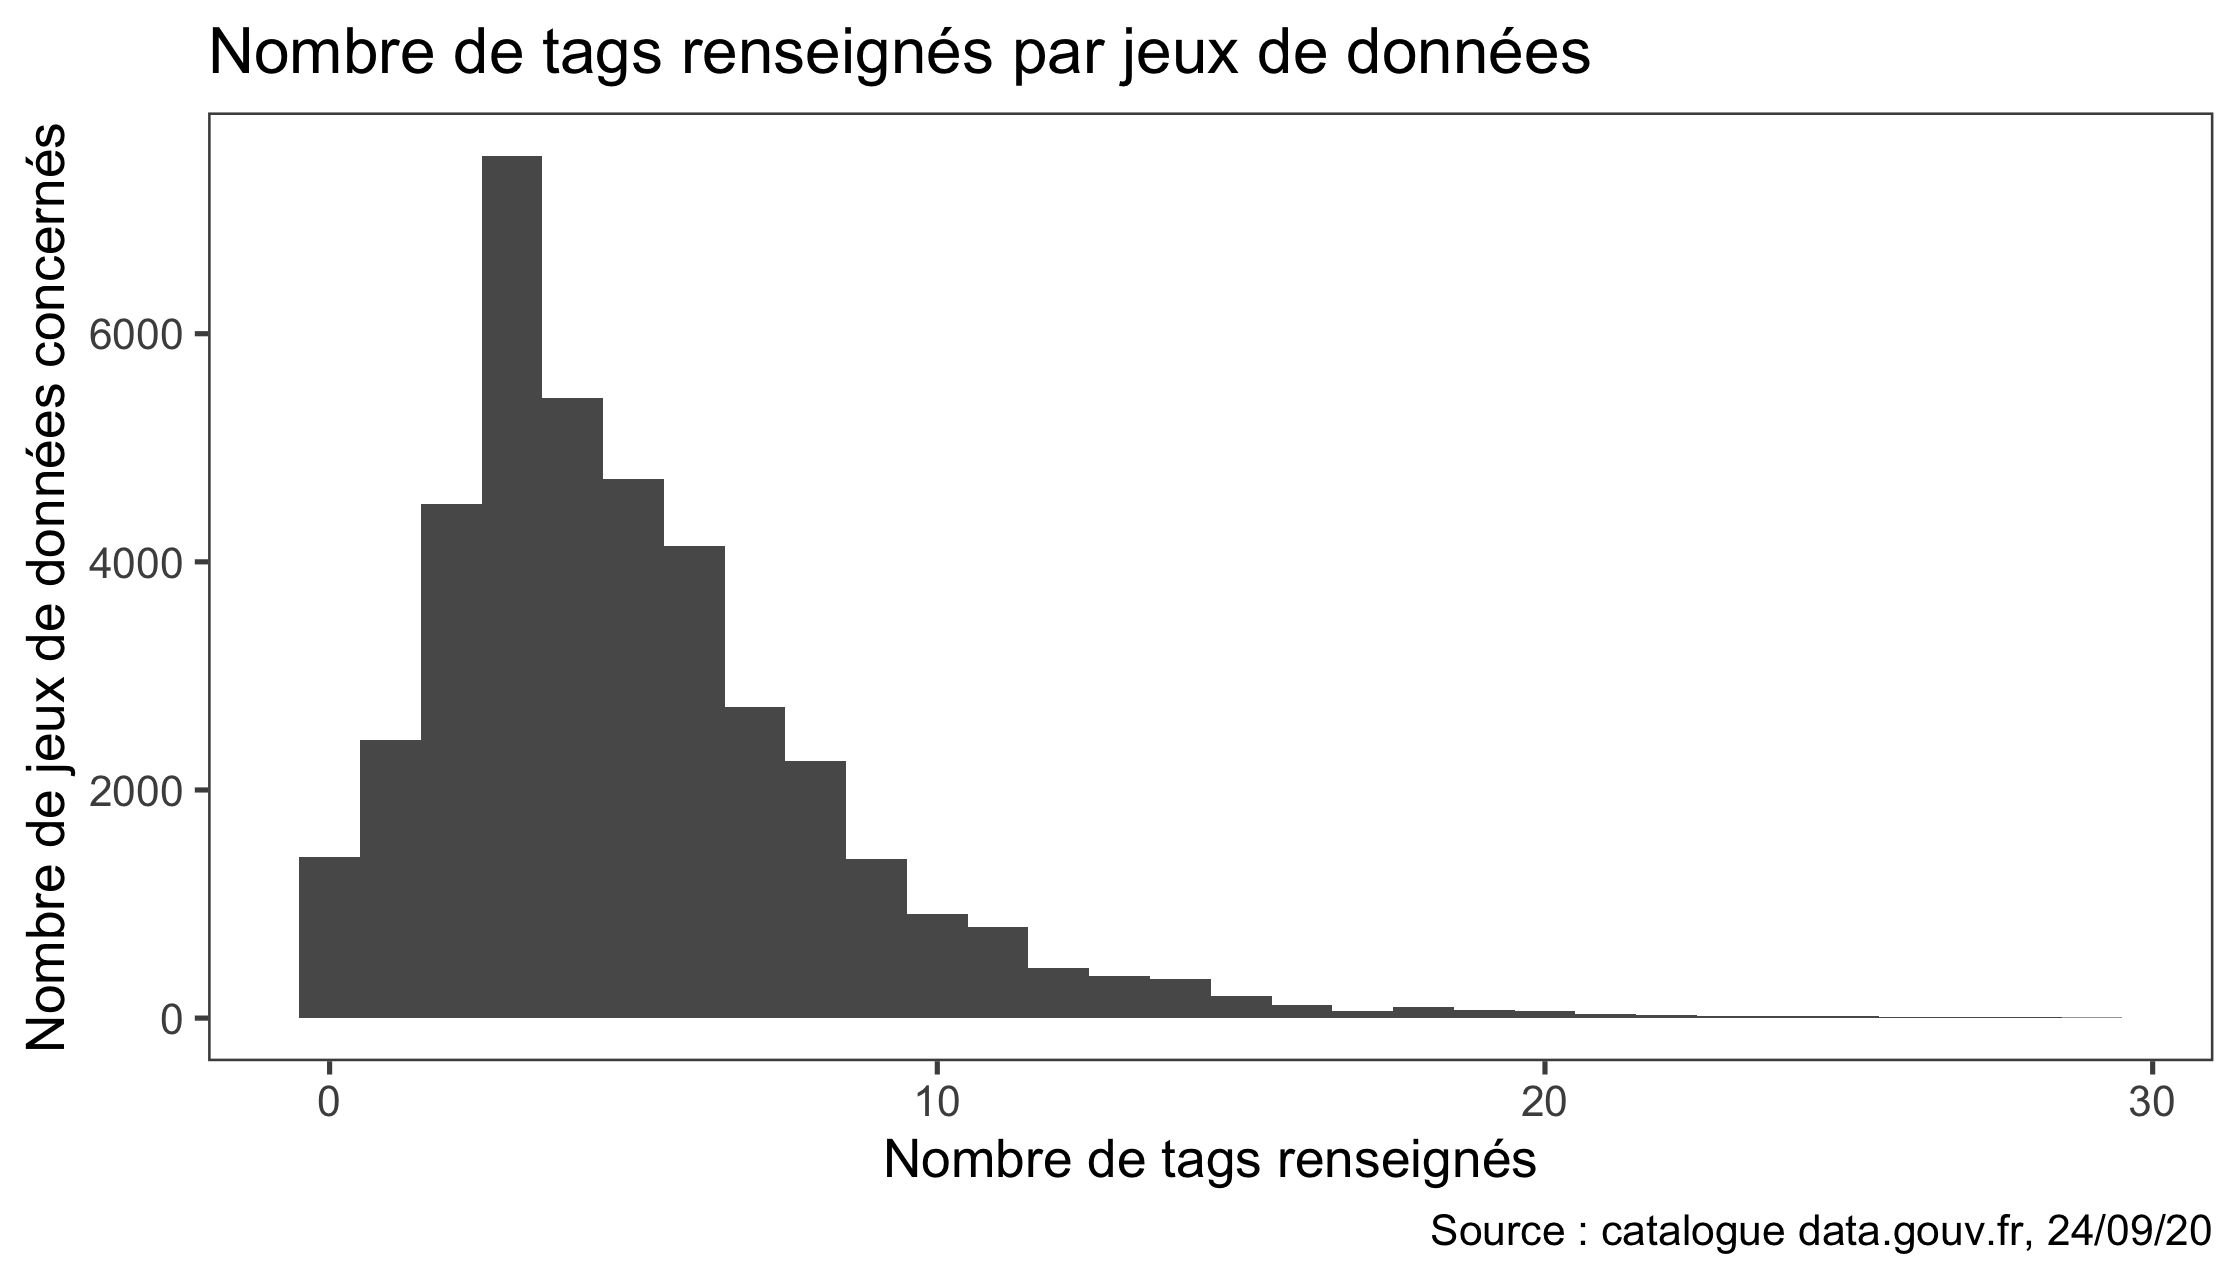 Nombre de tags renseignés par jeux de données
Nombre de jeux de données concernés
6000
4000
2000
0
0 10 20 30
Nombre de tags renseignés
Source : catalogue data.gouv.fr, 24/09/20